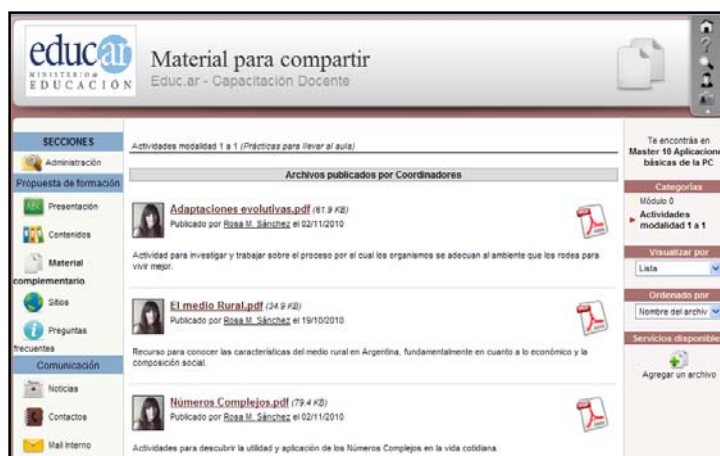 educ.ar
MINISTERIO de
EDUCACIÓN
Material para compartir
Educ.ar - Capacitación Docente
SECCIONES
Administración
Propuesta de formación
Presentación
Contenidos
Material
complementario
Sitios
Preguntas
frecuentes
Comunicación
Noticias
Contactos
Mail Interno
Actividades modalidad 1 a 1 (Prácticas para llevar al aula)
Archivos publicados por Coordinadores
Adaptaciones evolutivas.pdf (61.9 KB)
Publicado por Rosa M. Sánchez el 02/11/2010
Actividad para investigar y trabajar sobre el proceso por el cual los organismos se adecuan al ambiente que los rodea para
vivir mejor.
El medio Rural.pdf (34.9 KB)
Publicado por Rosa M. Sánchez el 19/10/2010
Recurso para conocer las características del medio rural en Argentina, fundamentalmente en cuanto a lo económico y la
composición social.
Números Complejos.pdf (79.4 KB)
Publicado por Rosa M. Sánchez el 02/11/2010
Actividades para descubrir la utilidad y aplicación de los Números Complejos en la vida cotidiana.
Te encontrás en
Master 10 Aplicacione
básicas de la PC
Categorías
Módulo 0
Actividades
modalidad 1 a 1
Visualizar por
Lista
Ordenado por
Nombre del archiv
Servicios disponible
Agregar un archivo